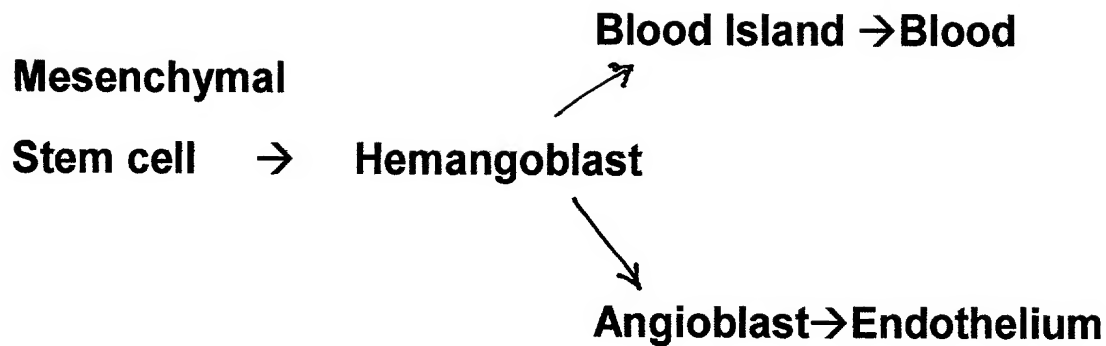 Blood Island →Blood
Mesenchymal
Stem cell → Hemangoblast
Angioblast→Endothelium